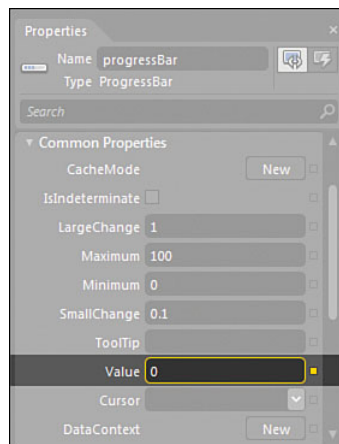 Properties
Name progressBar
Type ProgressBar
Search
Common Properties
CacheMode New
IsIndeterminate
LargeChange 1
Maximum 100
Minimum 0
SmallChange 0.1
ToolTip
Value 0
Cursor
DataContext New